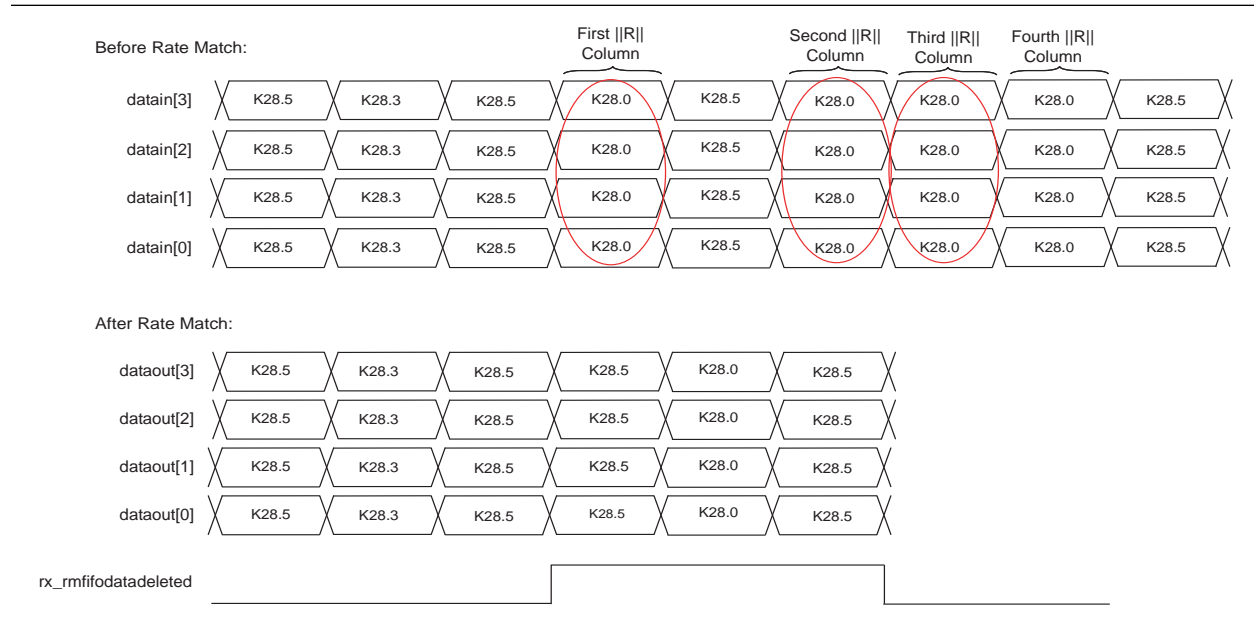 Before Rate Match:
First ||R|| Column
Second ||R|| Column
Third ||R|| Column
Fourth ||R|| Column
datain[3] K28.5 K28.3 K28.5 K28.0 K28.5 K28.0 K28.0 K28.0 K28.5
datain[2] K28.5 K28.3 K28.5 K28.0 K28.5 K28.0 K28.0 K28.0 K28.5
datain[1] K28.5 K28.3 K28.5 K28.0 K28.5 K28.0 K28.0 K28.0 K28.5
datain[0] K28.5 K28.3 K28.5 K28.0 K28.5 K28.0 K28.0 K28.0 K28.5
After Rate Match:
dataout[3] K28.5 K28.3 K28.5 K28.5 K28.0 K28.5
dataout[2] K28.5 K28.3 K28.5 K28.5 K28.0 K28.5
dataout[1] K28.5 K28.3 K28.5 K28.5 K28.0 K28.5
dataout[0] K28.5 K28.3 K28.5 K28.5 K28.0 K28.5
rx_rmfifodatadeleted